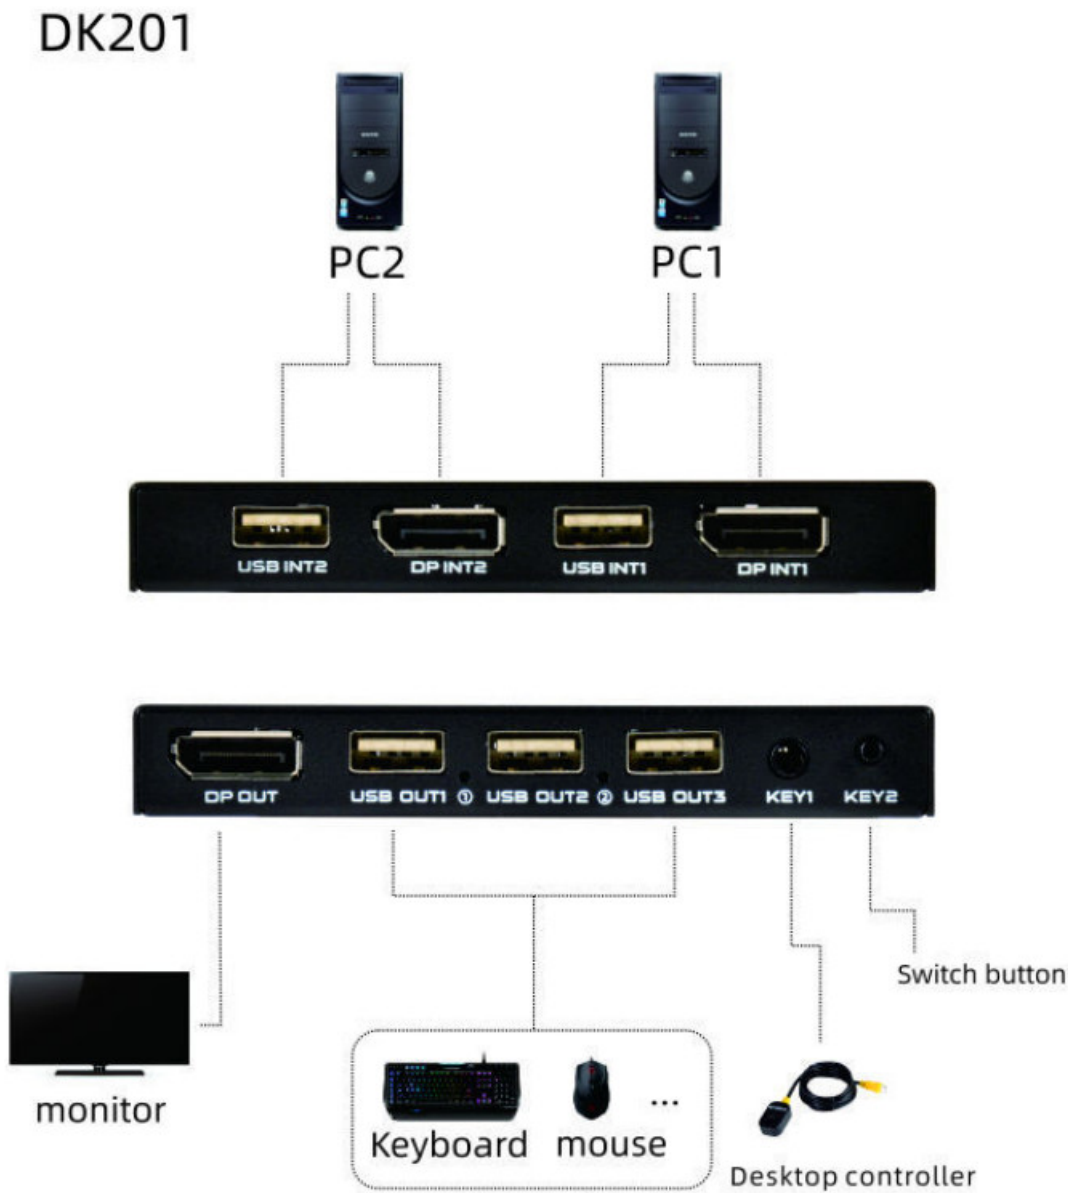 DK201
PC2
PC1
USB INT2
DP INT2
USB INT1
DP INT1
DP OUT
USB OUT1
①
USB OUT2
②
USB OUT3
KEY1
KEY2
Switch button
monitor
Keyboard
mouse
...
Desktop controller